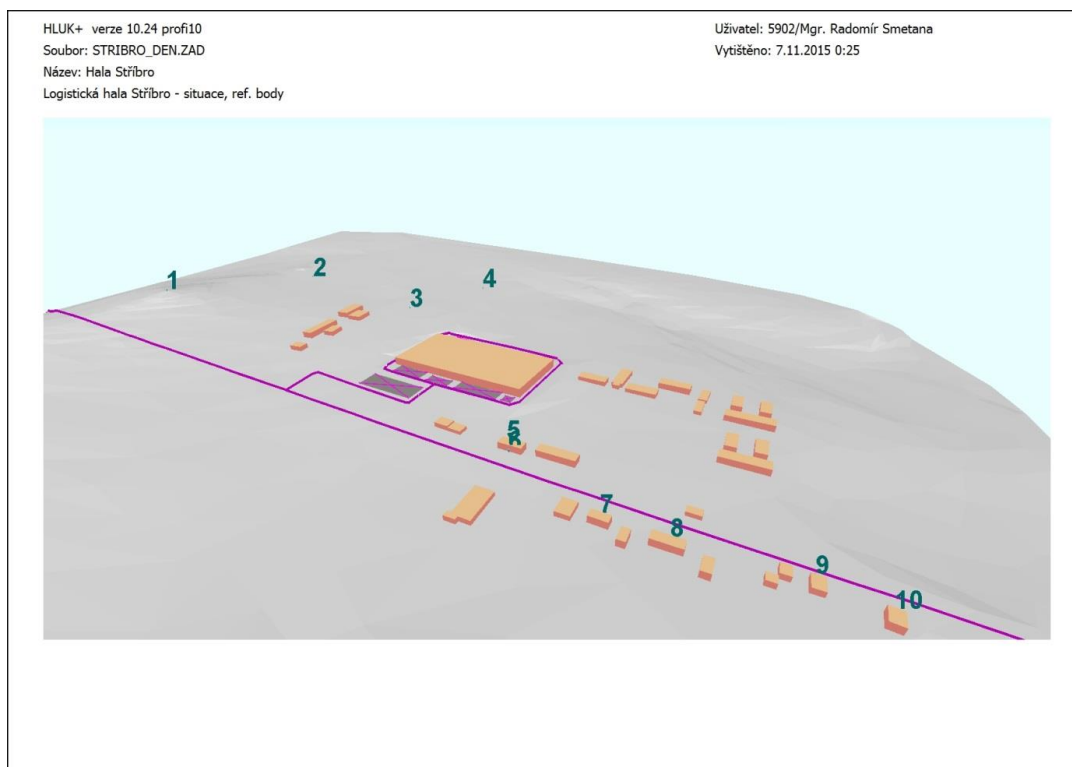 HLUK+ verze 10.24 profi10
Uživatel: 5902/Mgr. Radomír Smetana
Soubor: STRIBRO_DEN.ZAD
Vytištěno: 7.11.2015 0:25
Název: Hala Stříbro
Logistická hala Stříbro - situace, ref. body
1
2
3
4
5
6
7
8
9
10